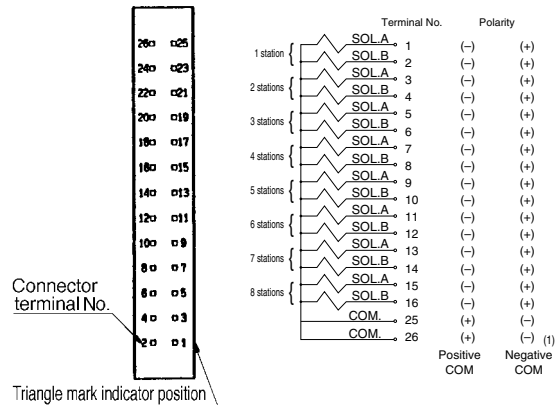 26 25
24 23
22 21
20 19
18 17
16 15
14 13
12 11
10 9
8 7
6 5
4 3
2 1
Connector
terminal No.
Triangle mark indicator position
Terminal No. Polarity
1 station { SOL.A 1 (–) (+)
SOL.B 2 (–) (+)
2 stations { SOL.A 3 (–) (+)
SOL.B 4 (–) (+)
3 stations { SOL.A 5 (–) (+)
SOL.B 6 (–) (+)
4 stations { SOL.A 7 (–) (+)
SOL.B 8 (–) (+)
5 stations { SOL.A 9 (–) (+)
SOL.B 10 (–) (+)
6 stations { SOL.A 11 (–) (+)
SOL.B 12 (–) (+)
7 stations { SOL.A 13 (–) (+)
SOL.B 14 (–) (+)
8 stations { SOL.A 15 (–) (+)
SOL.B 16 (–) (+)
COM. 25 (+) (–)
COM. 26 (+) (–) (1)
Positive Negative
COM COM